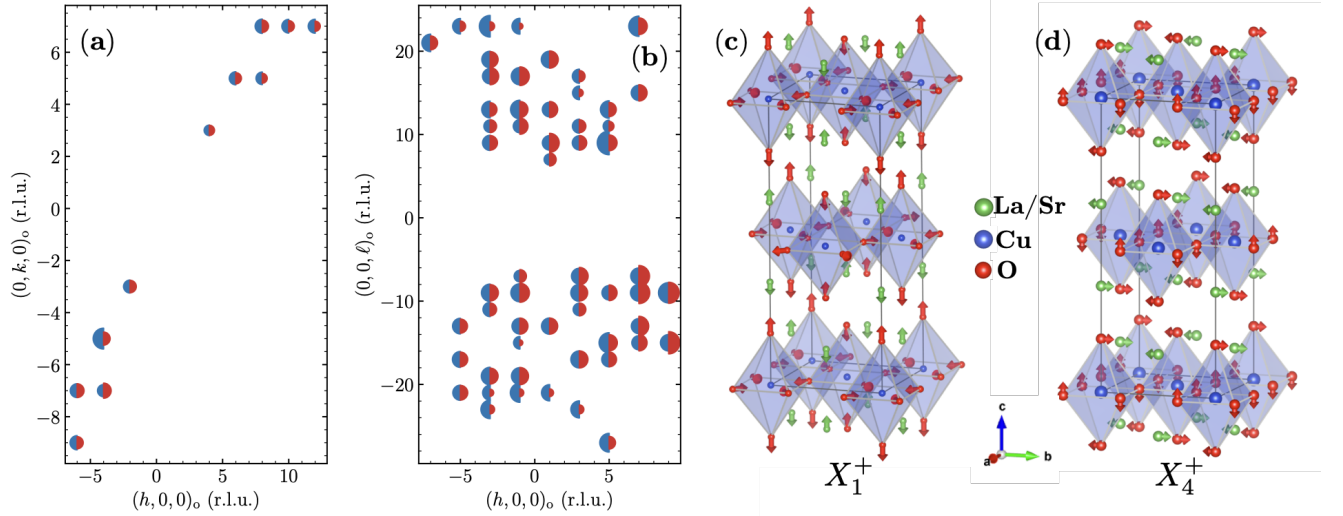 (a)
6
4
2
0
−2
−4
−6
−8
(0, k, 0)ₒ (r.l.u.)
−5 0 5 10
(h, 0, 0)ₒ (r.l.u.)
(b)
20
10
0
−10
−20
(0, 0, ℓ)ₒ (r.l.u.)
−5 0 5
(h, 0, 0)ₒ (r.l.u.)
(c)
X₁⁺
La/Sr
Cu
O
c
a b
(d)
X₄⁺